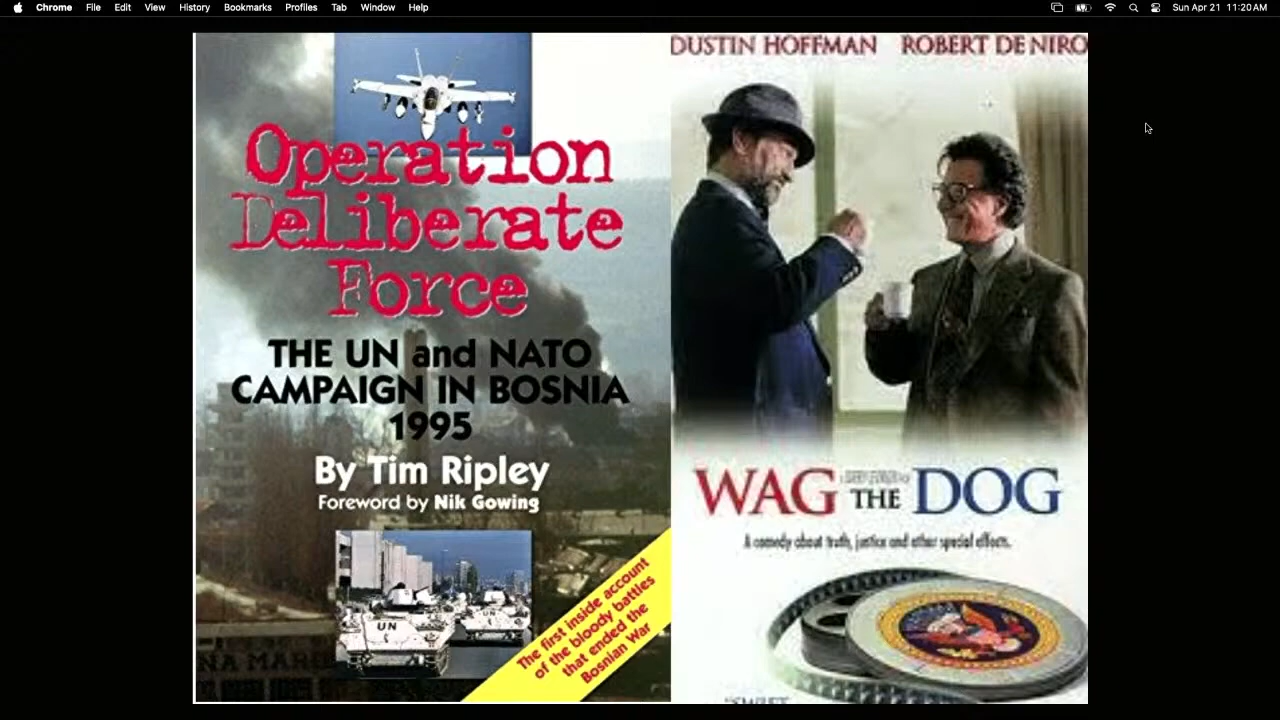 Chrome File Edit View History Bookmarks Profiles Tab Window Help
Sun Apr 21 11:20 AM
Operation
Deliberate
Force
THE UN and NATO
CAMPAIGN IN BOSNIA
1995
By Tim Ripley
Foreword by Nik Gowing
UN
UN
The first inside account
of the bloody battles
that ended the
Bosnian War
DUSTIN HOFFMAN ROBERT DE NIRO
WAG THE DOG
A comedy about truth, justice and other special effects.